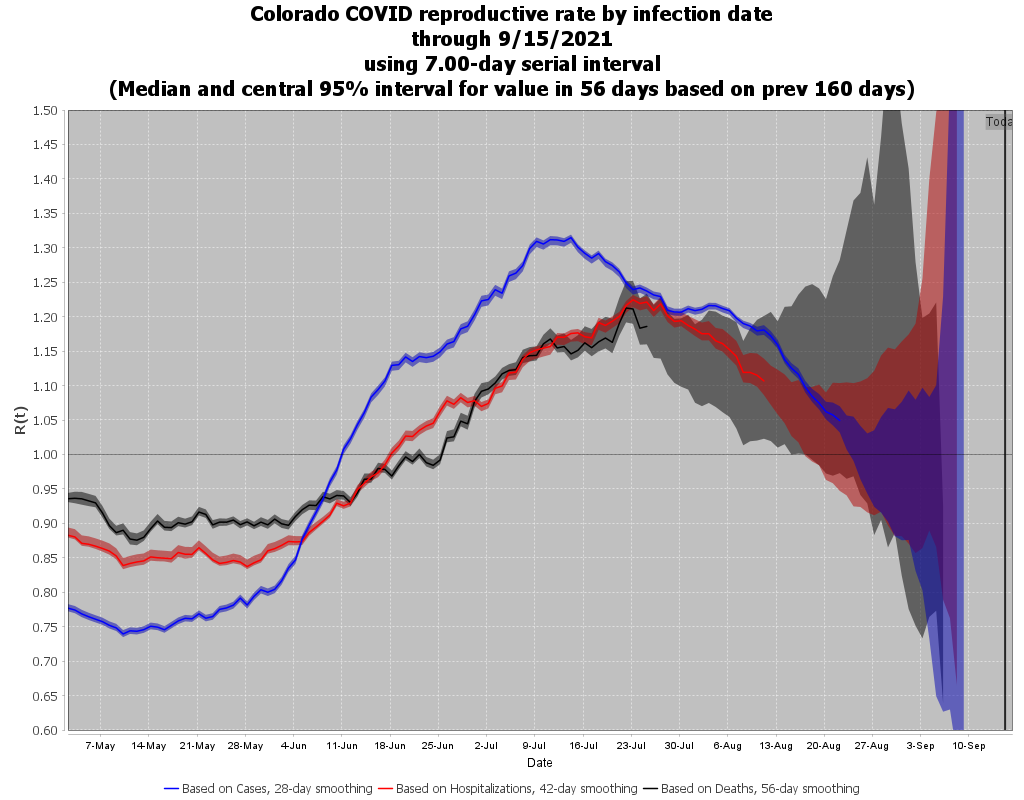 Colorado COVID reproductive rate by infection date
through 9/15/2021
using 7.00-day serial interval
(Median and central 95% interval for value in 56 days based on prev 160 days)
Toda
1.50
1.45
1.40
1.35
1.30
1.25
1.20
1.15
1.10
1.05
1.00
0.95
0.90
0.85
0.80
0.75
0.70
0.65
0.60
R(t)
7-May 14-May 21-May 28-May 4-Jun 11-Jun 18-Jun 25-Jun 2-Jul 9-Jul 16-Jul 23-Jul 30-Jul 6-Aug 13-Aug 20-Aug 27-Aug 3-Sep 10-Sep
Date
Based on Cases, 28-day smoothing Based on Hospitalizations, 42-day smoothing Based on Deaths, 56-day smoothing